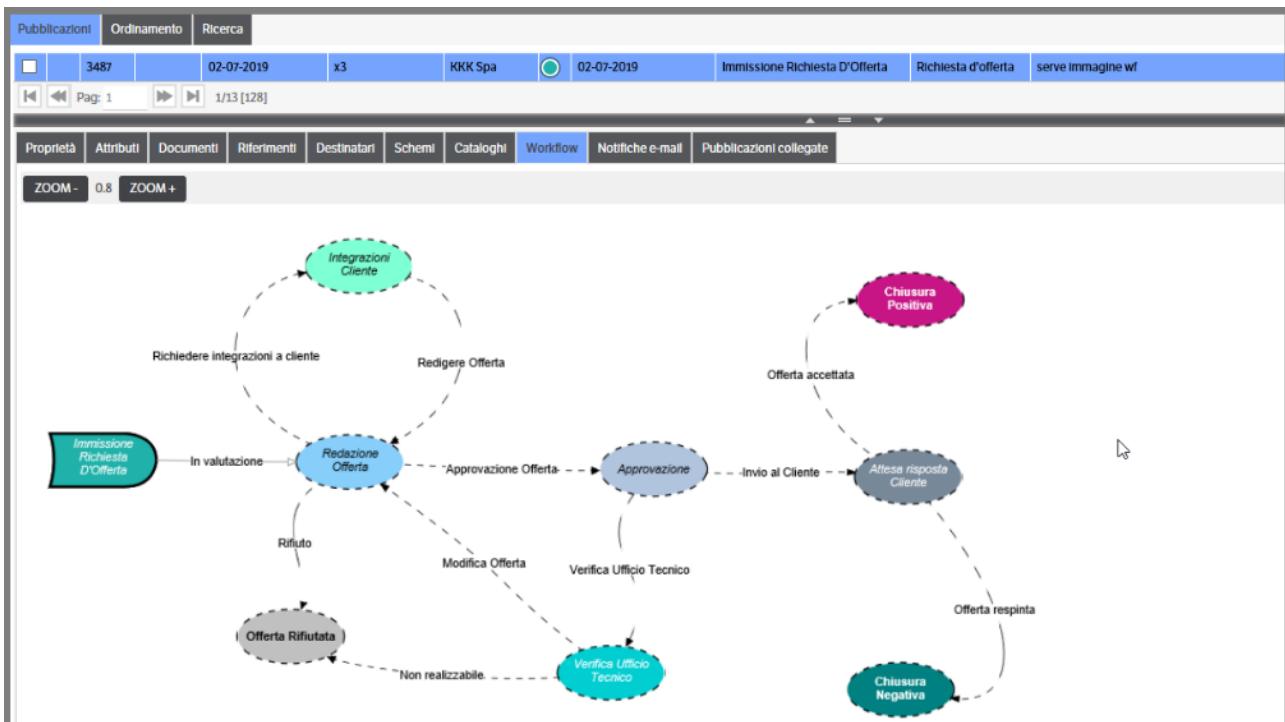 Pubblicazioni Ordinamento Ricerca
3487 02-07-2019 x3 KKK Spa 02-07-2019 Immissione Richiesta D'Offerta Richiesta d'offerta serve immagine wf
Pag: 1 1/13 [128]
Proprietà Attributi Documenti Riferimenti Destinatari Schemi Cataloghi Workflow Notifiche e-mail Pubblicazioni collegate
ZOOM - 0.8 ZOOM +
Integrazioni
Cliente
Chiusura
Positiva
Richiedere integrazioni a cliente
Redigere Offerta
Offerta accettata
Immissione
Richiesta
D'Offerta
In valutazione
Redazione
Offerta
Approvazione Offerta
Approvazione
Invio al Cliente
Attesa risposta
Cliente
Rifiuto
Modifica Offerta
Verifica Ufficio Tecnico
Offerta respinta
Offerta Rifiutata
Non realizzabile
Verifica Ufficio
Tecnico
Chiusura
Negativa